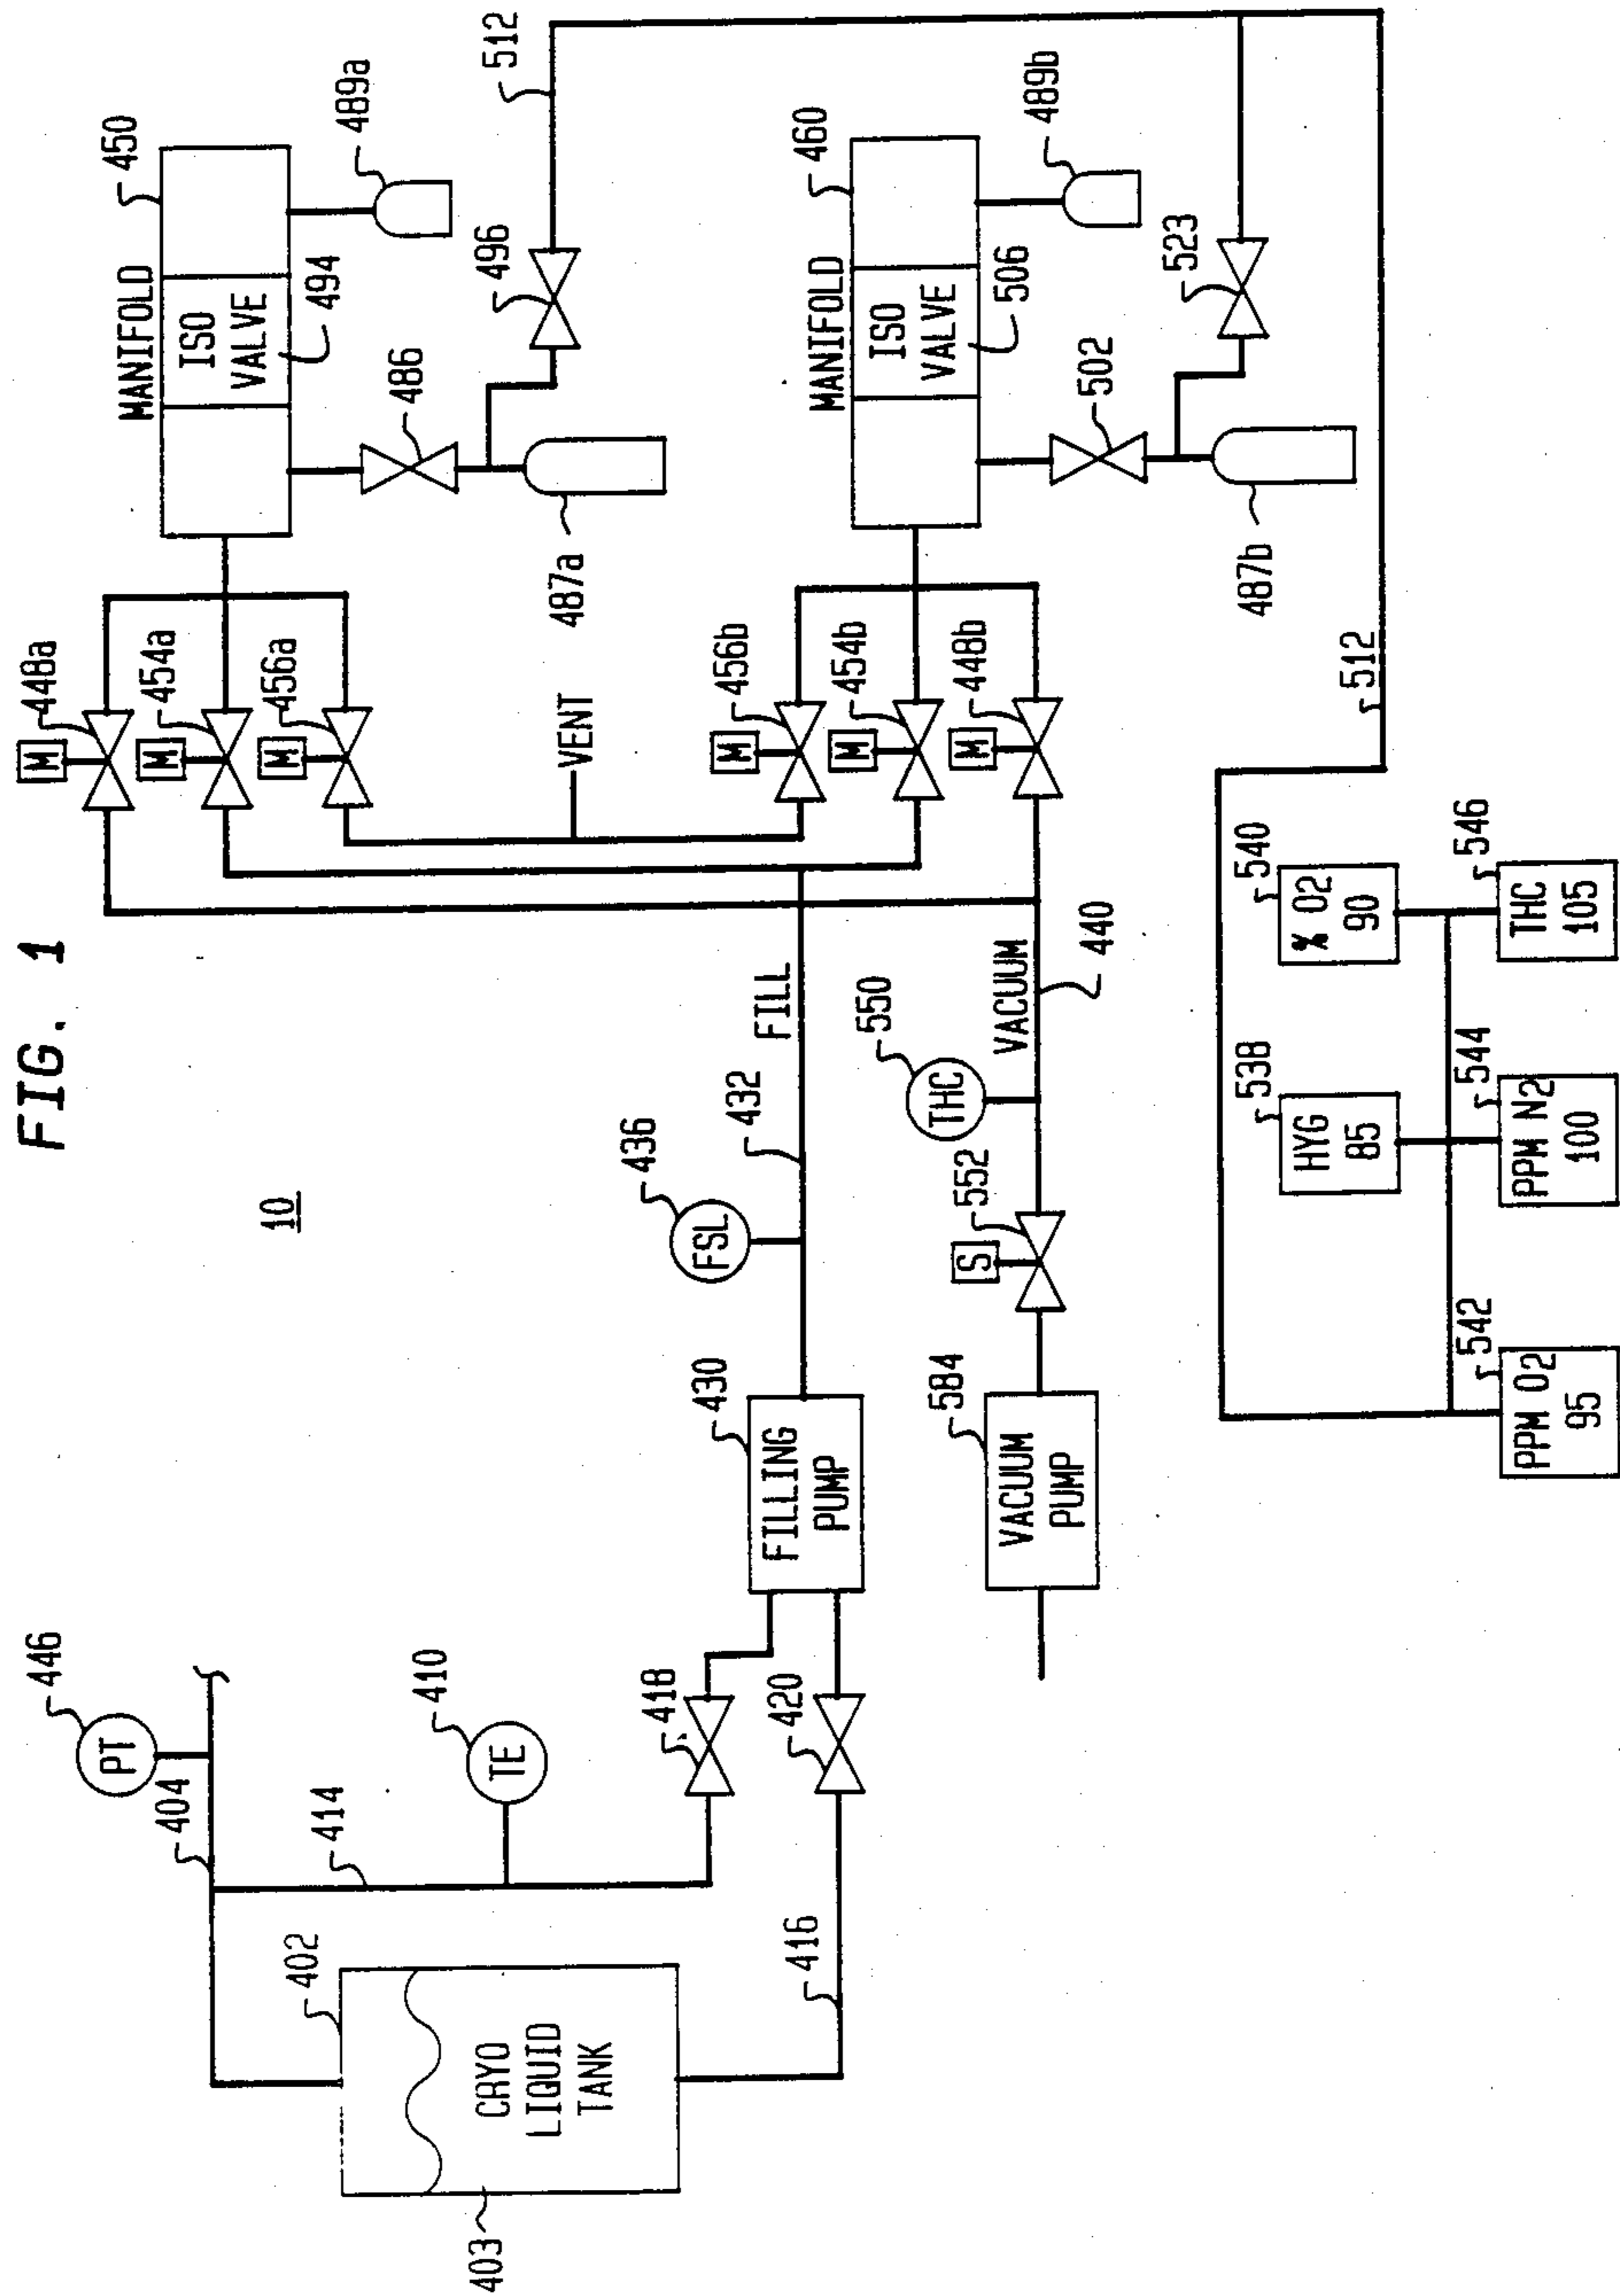 FIG. 1
10
446
PT
404
414
410
TE
402
CRYO
LIQUID
TANK
403
416
418
420
430
FILLING
PUMP
436
FSL
432
FILL
584
VACUUM
PUMP
552
S
550
THC
VACUUM
440
448a
M
454a
M
456a
M
VENT
456b
M
454b
M
448b
M
MANIFOLD
450
ISO
VALVE
494
486
487a
489a
496
512
MANIFOLD
460
ISO
VALVE
506
502
487b
489b
523
512
538
HYG
85
540
% O2
90
542
PPM O2
95
544
PPM N2
100
546
THC
105